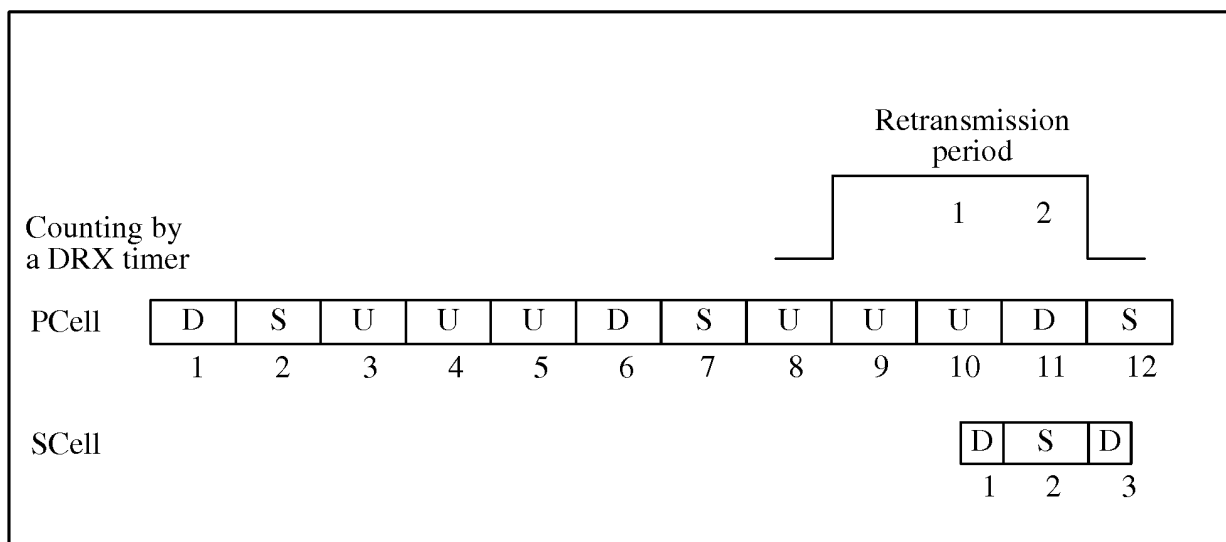 Retransmission
period
1 2
Counting by
a DRX timer
PCell D S U U U D S U U U D S
1 2 3 4 5 6 7 8 9 10 11 12
SCell D S D
1 2 3